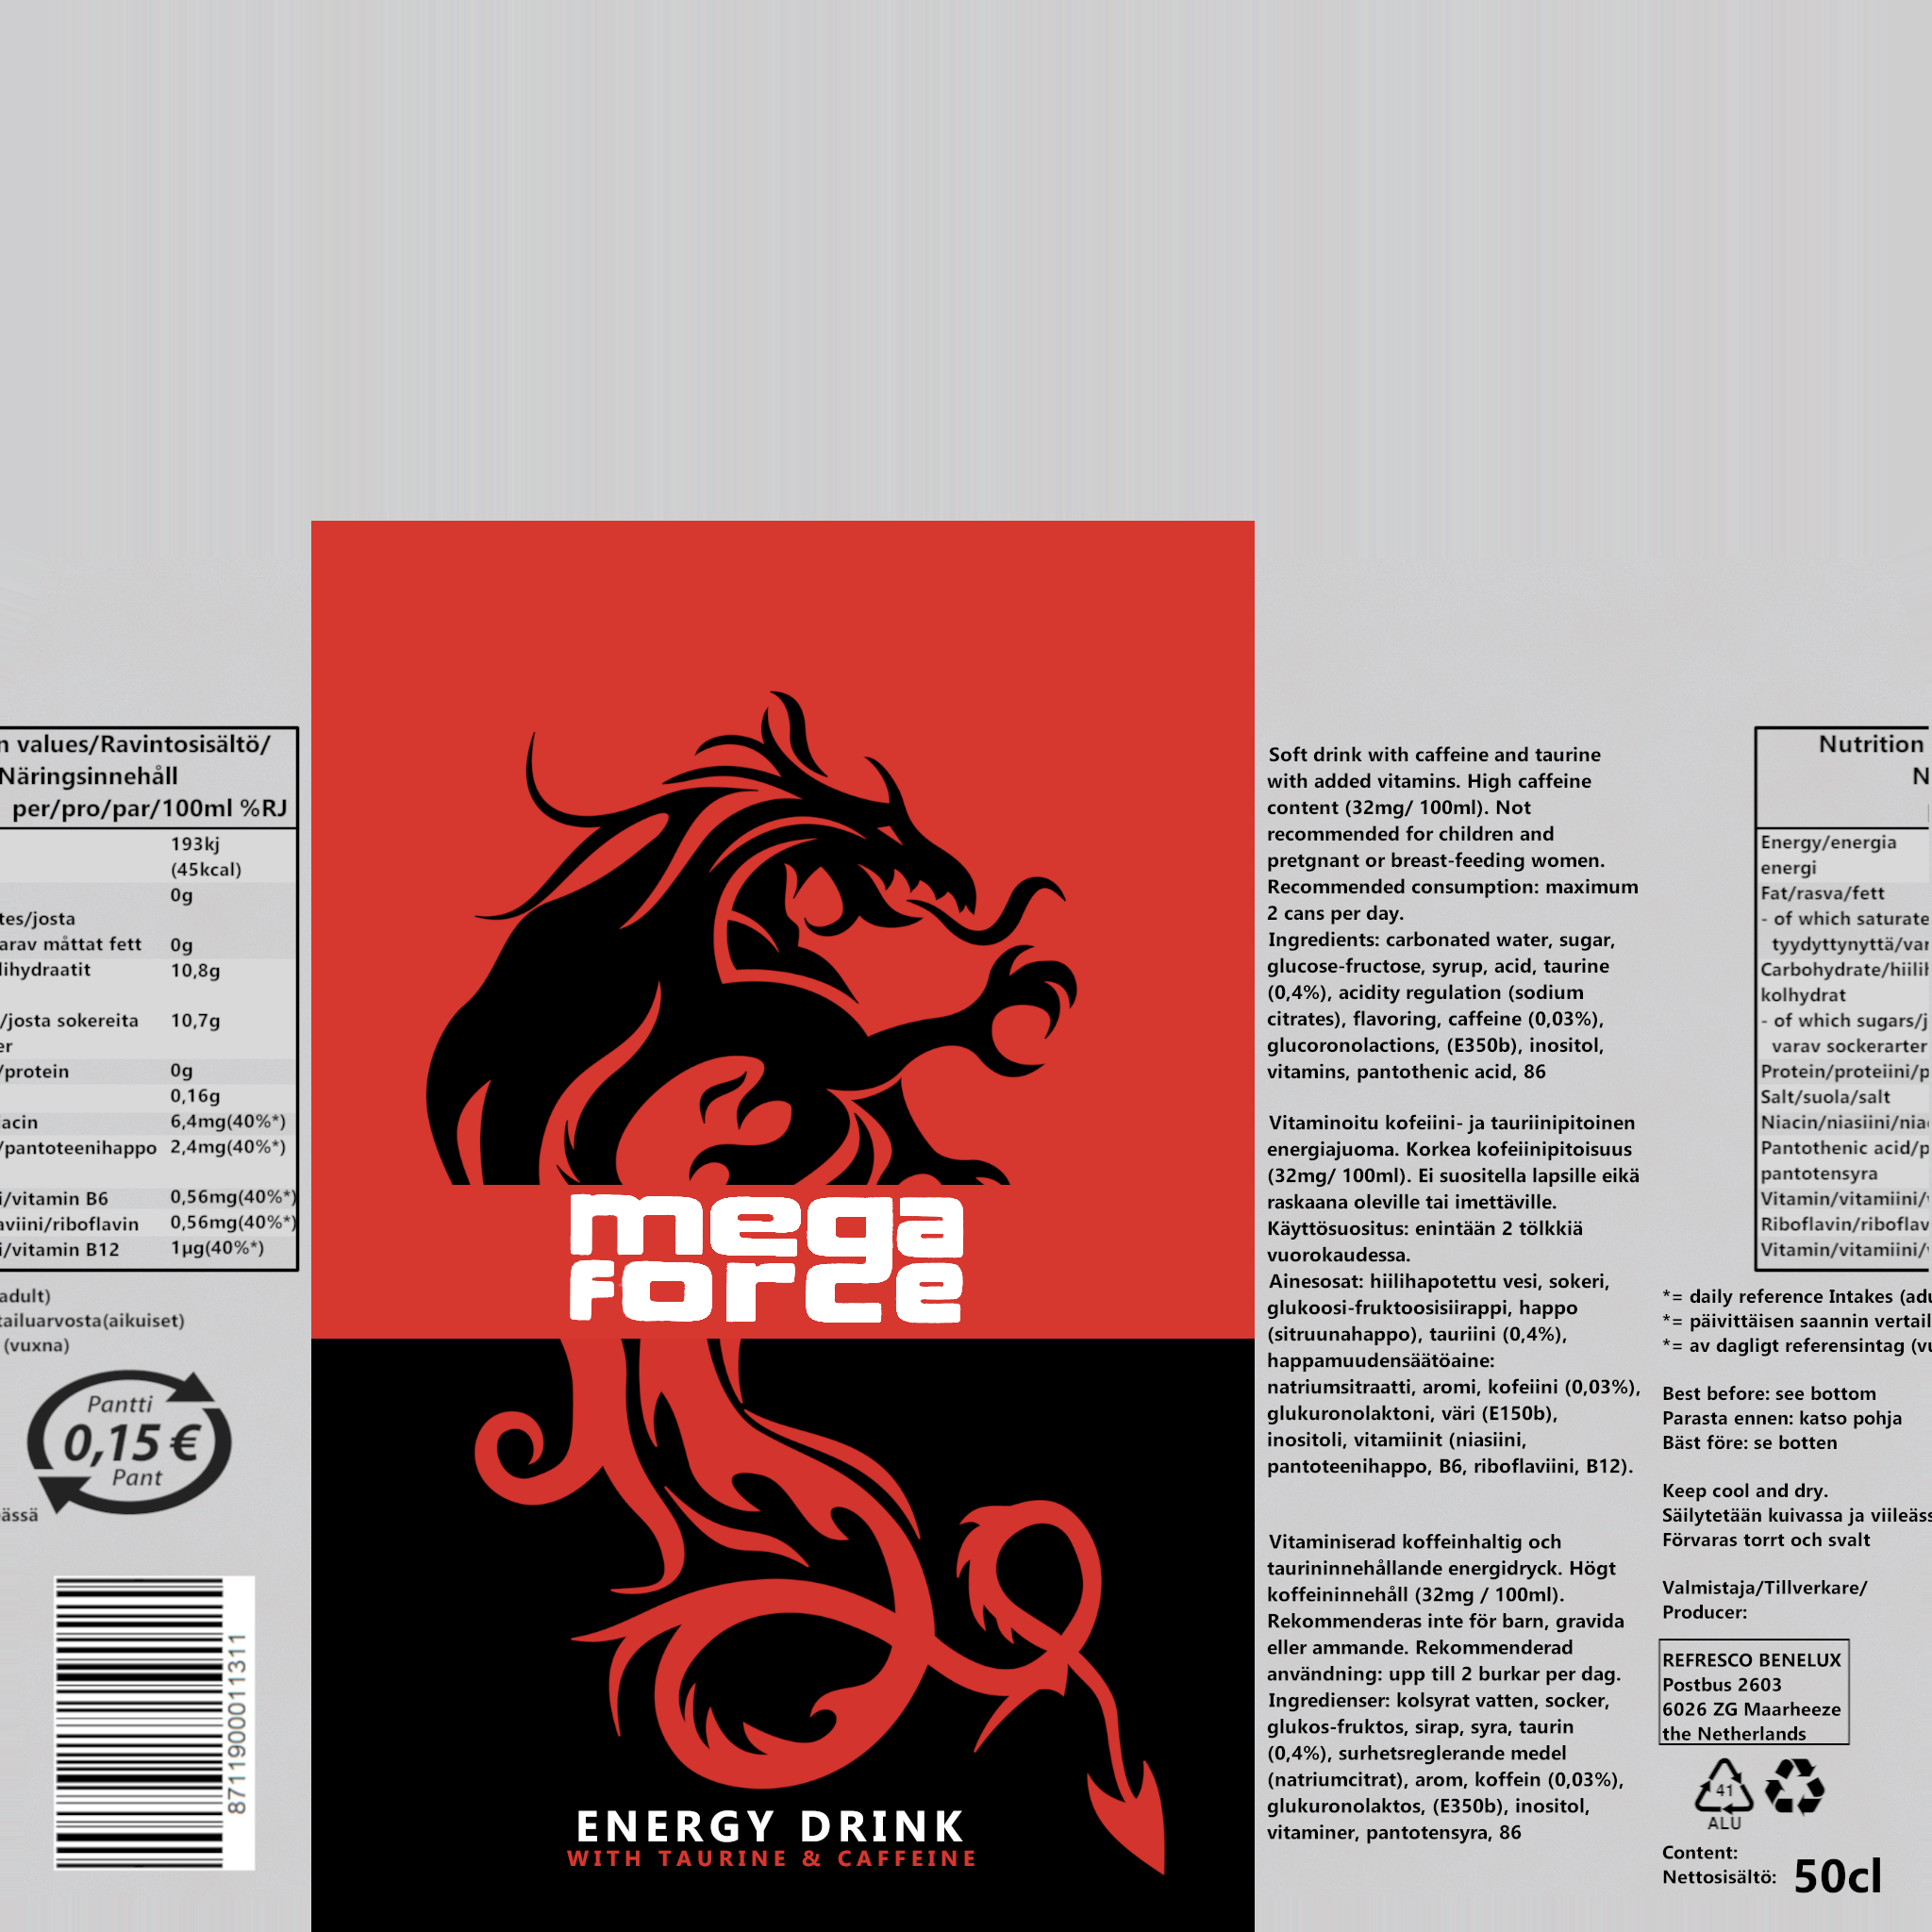 n values/Ravintosisältö/
Näringsinnehåll
per/pro/par/100ml %RJ
193kj
(45kcal)
0g
tes/josta
arav måttat fett 0g
lihydraatit 10,8g
/josta sokereita 10,7g
er
/protein 0g
0,16g
iacin 6,4mg(40%*)
/pantoteenihappo 2,4mg(40%*)
i/vitamin B6 0,56mg(40%*)
aviini/riboflavin 0,56mg(40%*)
i/vitamin B12 1µg(40%*)
adult)
tailuarvosta(aikuiset)
(vuxna)
Pantti
0,15 €
Pant
ässä
8711900011311
mega
force
ENERGY DRINK
WITH TAURINE & CAFFEINE
Soft drink with caffeine and taurine
with added vitamins. High caffeine
content (32mg/ 100ml). Not
recommended for children and
pretgnant or breast-feeding women.
Recommended consumption: maximum
2 cans per day.
Ingredients: carbonated water, sugar,
glucose-fructose, syrup, acid, taurine
(0,4%), acidity regulation (sodium
citrates), flavoring, caffeine (0,03%),
glucoronolactions, (E350b), inositol,
vitamins, pantothenic acid, 86
Vitaminoitu kofeiini- ja tauriinipitoinen
energiajuoma. Korkea kofeiinipitoisuus
(32mg/ 100ml). Ei suositella lapsille eikä
raskaana oleville tai imettäville.
Käyttösuositus: enintään 2 tölkkiä
vuorokaudessa.
Ainesosat: hiilihapotettu vesi, sokeri,
glukoosi-fruktoosisiirappi, happo
(sitruunahappo), tauriini (0,4%),
happamuudensäätöaine:
natriumsitraatti, aromi, kofeiini (0,03%),
glukuronolaktoni, väri (E150b),
inositoli, vitamiinit (niasiini,
pantoteenihappo, B6, riboflaviini, B12).
Vitaminiserad koffeinhaltig och
taurininnehållande energidryck. Högt
koffeininnehåll (32mg / 100ml).
Rekommenderas inte för barn, gravida
eller ammande. Rekommenderad
användning: upp till 2 burkar per dag.
Ingredienser: kolsyrat vatten, socker,
glukos-fruktos, sirap, syra, taurin
(0,4%), surhetsreglerande medel
(natriumcitrat), arom, koffein (0,03%),
glukuronolaktos, (E350b), inositol,
vitaminer, pantotensyra, 86
Nutrition
N
Energy/energia
energi
Fat/rasva/fett
- of which saturate
tyydyttynyttä/var
Carbohydrate/hiilih
kolhydrat
- of which sugars/j
varav sockerarter
Protein/proteiini/p
Salt/suola/salt
Niacin/niasiini/nia
Pantothenic acid/p
pantotensyra
Vitamin/vitamiini/
Riboflavin/riboflav
Vitamin/vitamiini/
*= daily reference Intakes (adu
*= päivittäisen saannin vertail
*= av dagligt referensintag (vu
Best before: see bottom
Parasta ennen: katso pohja
Bäst före: se botten
Keep cool and dry.
Säilytetään kuivassa ja viileäss
Förvaras torrt och svalt
Valmistaja/Tillverkare/
Producer:
REFRESCO BENELUX
Postbus 2603
6026 ZG Maarheeze
the Netherlands
41
ALU
Content:
Nettosisältö: 50cl